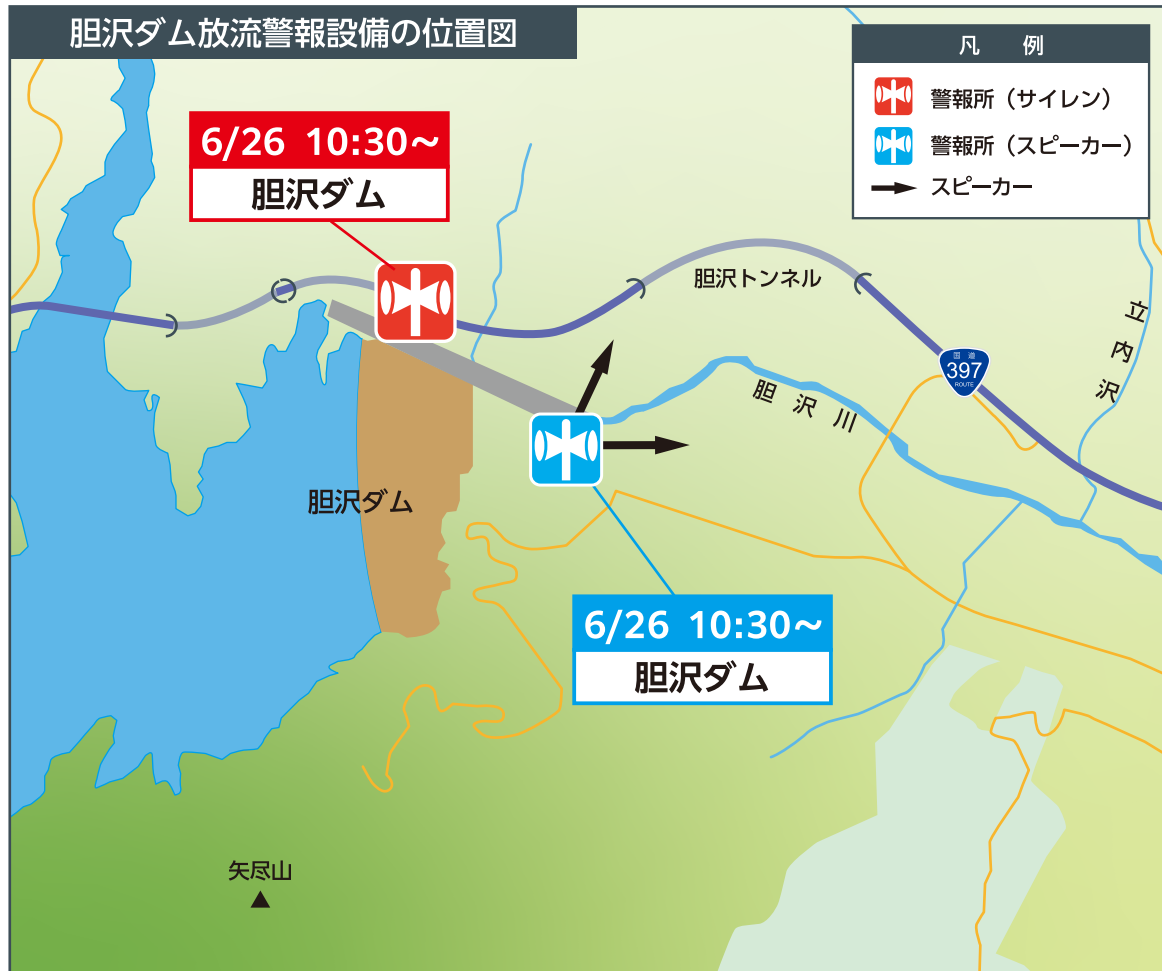 胆沢ダム放流警報設備の位置図
凡 例
警報所（サイレン）
警報所（スピーカー）
スピーカー
6/26 10:30～
胆沢ダム
胆沢トンネル
立内沢
国道
397
ROUTE
胆沢川
胆沢ダム
6/26 10:30～
胆沢ダム
矢尽山